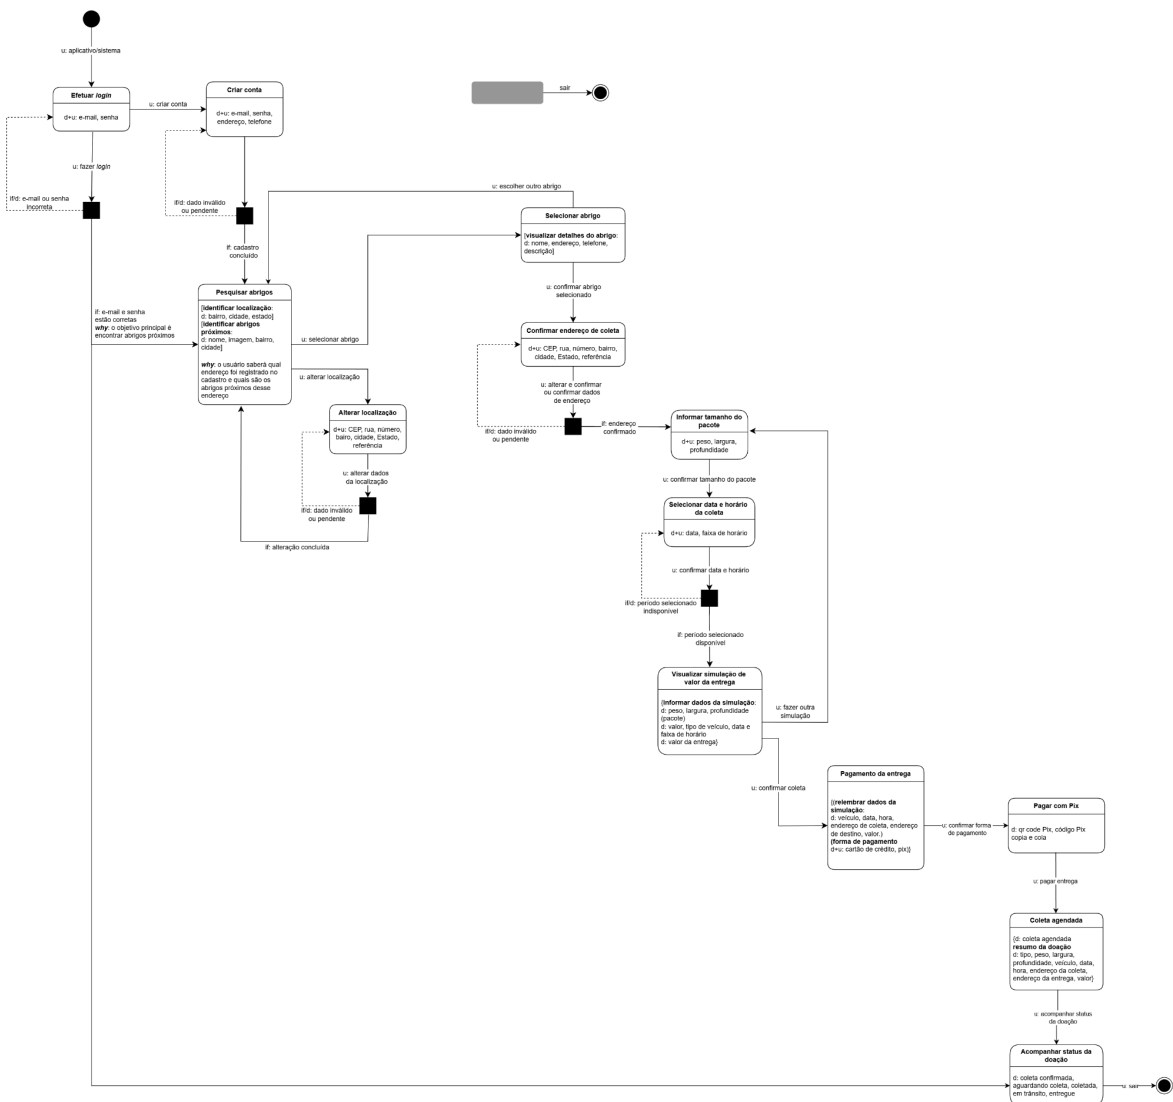 u: aplicativo/sistema
Efetuar login
d+u: e-mail, senha
u: criar conta
Criar conta
d+u: e-mail, senha,
endereço, telefone
sair
u: fazer login
if/d: e-mail ou senha
incorreta
if/d: dado inválido
ou pendente
if: cadastro
concluído
u: escolher outro abrigo
Selecionar abrigo
[visualizar detalhes do abrigo:
d: nome, endereço, telefone,
descrição]
u: confirmar abrigo
selecionado
if: e-mail e senha
estão corretas
why: o objetivo principal é
encontrar abrigos próximos
Pesquisar abrigos
[identificar localização:
d: bairro, cidade, estado]
[identificar abrigos
próximos:
d: nome, imagem, bairro,
cidade]
why: o usuário saberá qual
endereço foi registrado no
cadastro e quais são os
abrigos próximos desse
endereço
u: selecionar abrigo
u: alterar localização
Confirmar endereço de coleta
d+u: CEP, rua, número, bairro,
cidade, Estado, referência
u: alterar e confirmar
ou confirmar dados
de endereço
if/d: dado inválido
ou pendente
if: endereço
confirmado
Alterar localização
d+u: CEP, rua, número,
bairo, cidade, Estado,
referência
u: alterar dados
da localização
if/d: dado inválido
ou pendente
if: alteração concluída
Informar tamanho do
pacote
d+u: peso, largura,
profundidade
u: confirmar tamanho do pacote
Selecionar data e horário
da coleta
d+u: data, faixa de horário
u: confirmar data e horário
if/d: período selecionado
indisponível
if: período selecionado
disponível
Visualizar simulação de
valor da entrega
{informar dados da simulação:
d: peso, largura, profundidade
(pacote)
d: valor, tipo de veículo, data e
faixa de horário
d: valor da entrega}
u: fazer outra
simulação
u: confirmar coleta
Pagamento da entrega
{(relembrar dados da
simulação:
d: veículo, data, hora,
endereço de coleta, endereço
de destino, valor.)
(forma de pagamento
d+u: cartão de crédito, pix)}
u: confirmar forma
de pagamento
Pagar com Pix
d: qr code Pix, código Pix
copia e cola
u: pagar entrega
Coleta agendada
{d: coleta agendada
resumo da doação
d: tipo, peso, largura,
profundidade, veículo, data,
hora, endereço da coleta,
endereço da entrega, valor}
u: acompanhar status
da doação
Acompanhar status da
doação
d: coleta confirmada,
aguardando coleta, coletada,
em trânsito, entregue
u: sair